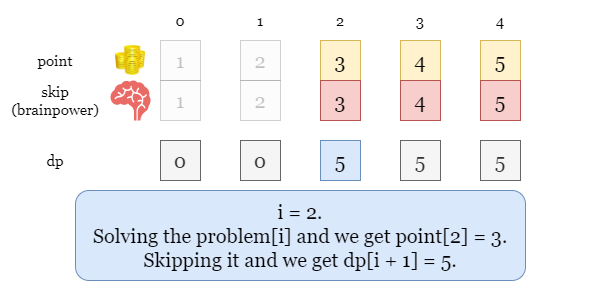 0 1 2 3 4
point 1 2 3 4 5
skip
(brainpower) 1 2 3 4 5
dp 0 0 5 5 5
i = 2.
Solving the problem[i] and we get point[2] = 3.
Skipping it and we get dp[i + 1] = 5.